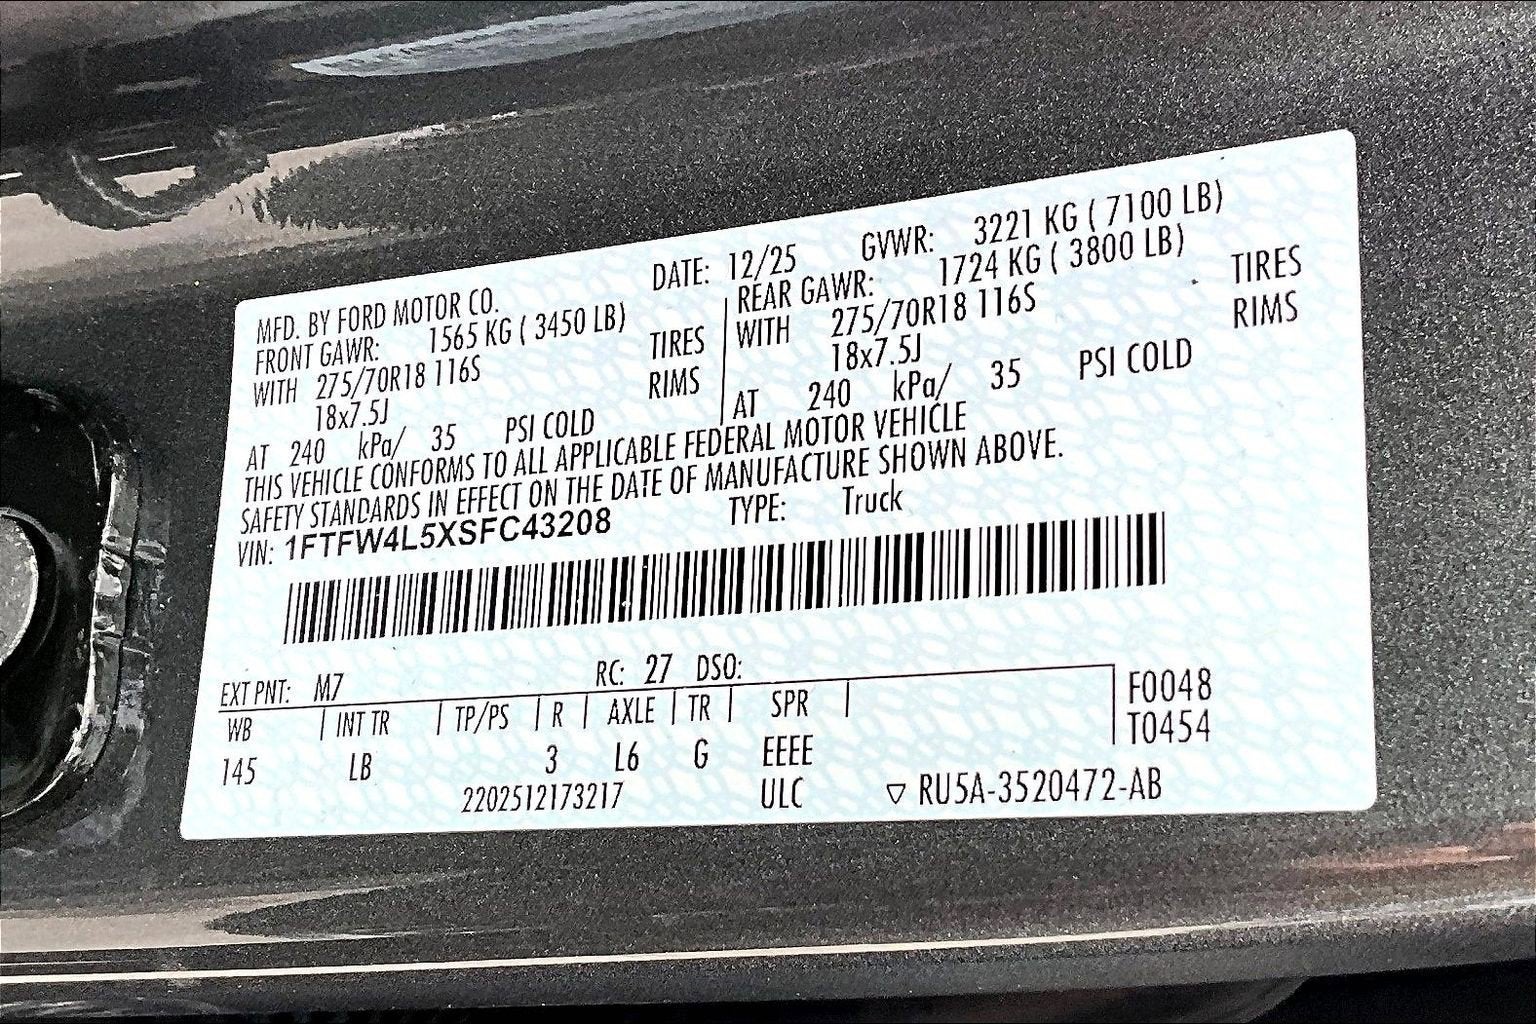 MFD. BY FORD MOTOR CO.
DATE: 12/25 GVWR: 3221 KG ( 7100 LB)
FRONT GAWR: 1565 KG ( 3450 LB)
WITH 275/70R18 116S TIRES
18x7.5J RIMS
AT 240 kPa/ 35 PSI COLD
REAR GAWR: 1724 KG ( 3800 LB)
WITH 275/70R18 116S TIRES
18x7.5J RIMS
AT 240 kPa/ 35 PSI COLD
THIS VEHICLE CONFORMS TO ALL APPLICABLE FEDERAL MOTOR VEHICLE
SAFETY STANDARDS IN EFFECT ON THE DATE OF MANUFACTURE SHOWN ABOVE.
VIN: 1FTFW4L5XSFC43208 TYPE: Truck
EXT PNT: M7 RC: 27 DSO:
WB INT TR TP/PS R AXLE TR SPR F0048
T0454
145 LB 3 L6 G EEEE
2202512173217 ULC ▽ RU5A-3520472-AB